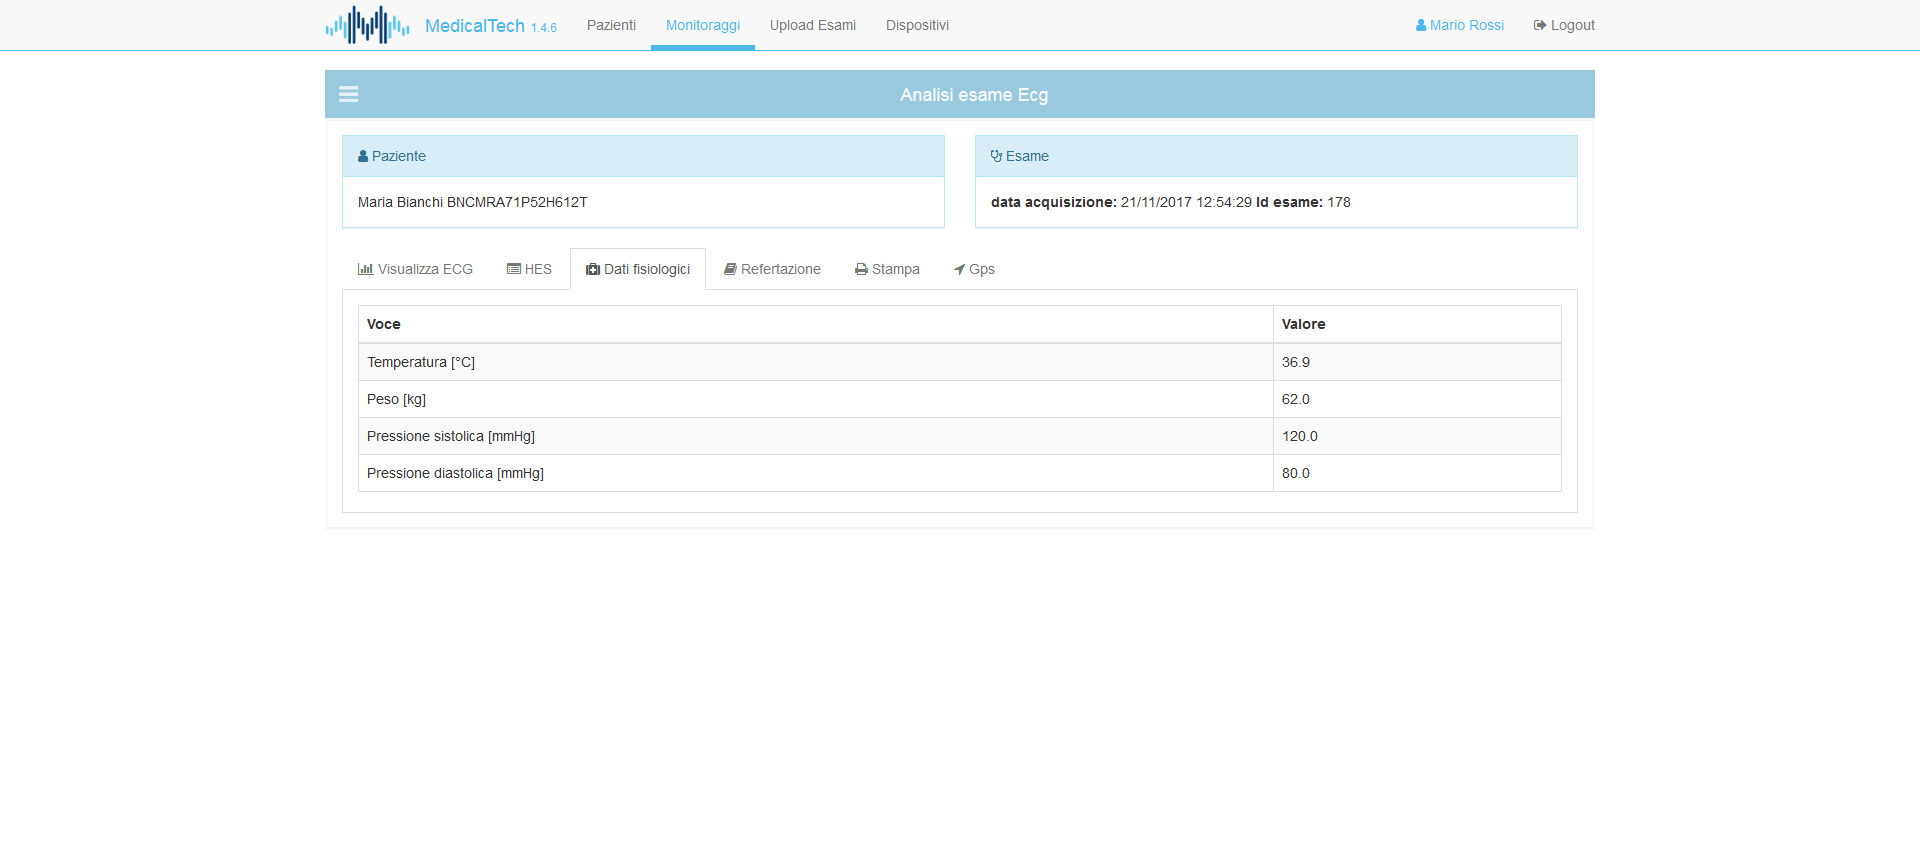 MedicalTech 1.4.6 Pazienti Monitoraggi Upload Esami Dispositivi Mario Rossi Logout
Analisi esame Ecg
Paziente
Maria Bianchi BNCMRA71P52H612T
Esame
data acquisizione: 21/11/2017 12:54:29 Id esame: 178
Visualizza ECG HES Dati fisiologici Refertazione Stampa Gps
Voce Valore
Temperatura [°C] 36.9
Peso [kg] 62.0
Pressione sistolica [mmHg] 120.0
Pressione diastolica [mmHg] 80.0